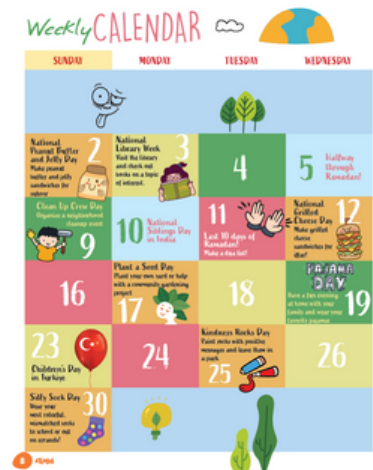 Weekly CALENDAR
SUNDAY MONDAY TUESDAY WEDNESDAY
National
Peanut Butter
and Jelly Day
2
Make peanut
butter and jelly
sandwiches for
National
Library Week
3
Visit the library
and check out
books on a topic
of interest.
4
5
Halfway
through
Ramadan!
Clean Up Crew Day
Organize a neighborhood
cleanup event
9
10
National
Siblings Day
in India
11
Last 10 days of
Ramadan!
Make a dua list!
National
Grilled
Cheese Day
12
Make grilled
cheese
sandwiches for
iftar!
16
Plant a Seed Day
Plant your own seed or help
with a community gardening
project
17
18
PAJAMA
DAY
Have a fun evening
at home with your
family and wear your
favorite pajamas
19
23
Children's Day
in Turkiye
24
Kindness Rocks Day
Paint rocks with positive
messages and leave them in
a park
25
26
Silly Sock Day
30
Wear your
most colorful,
mismatched socks
to school or out
on errands!
8